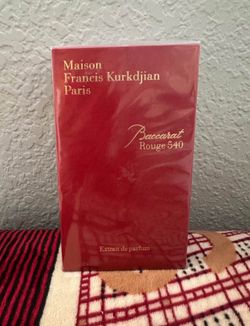 Maison
Francis Kurkdjian
Paris
Baccarat
Rouge 540
Extrait de parfum